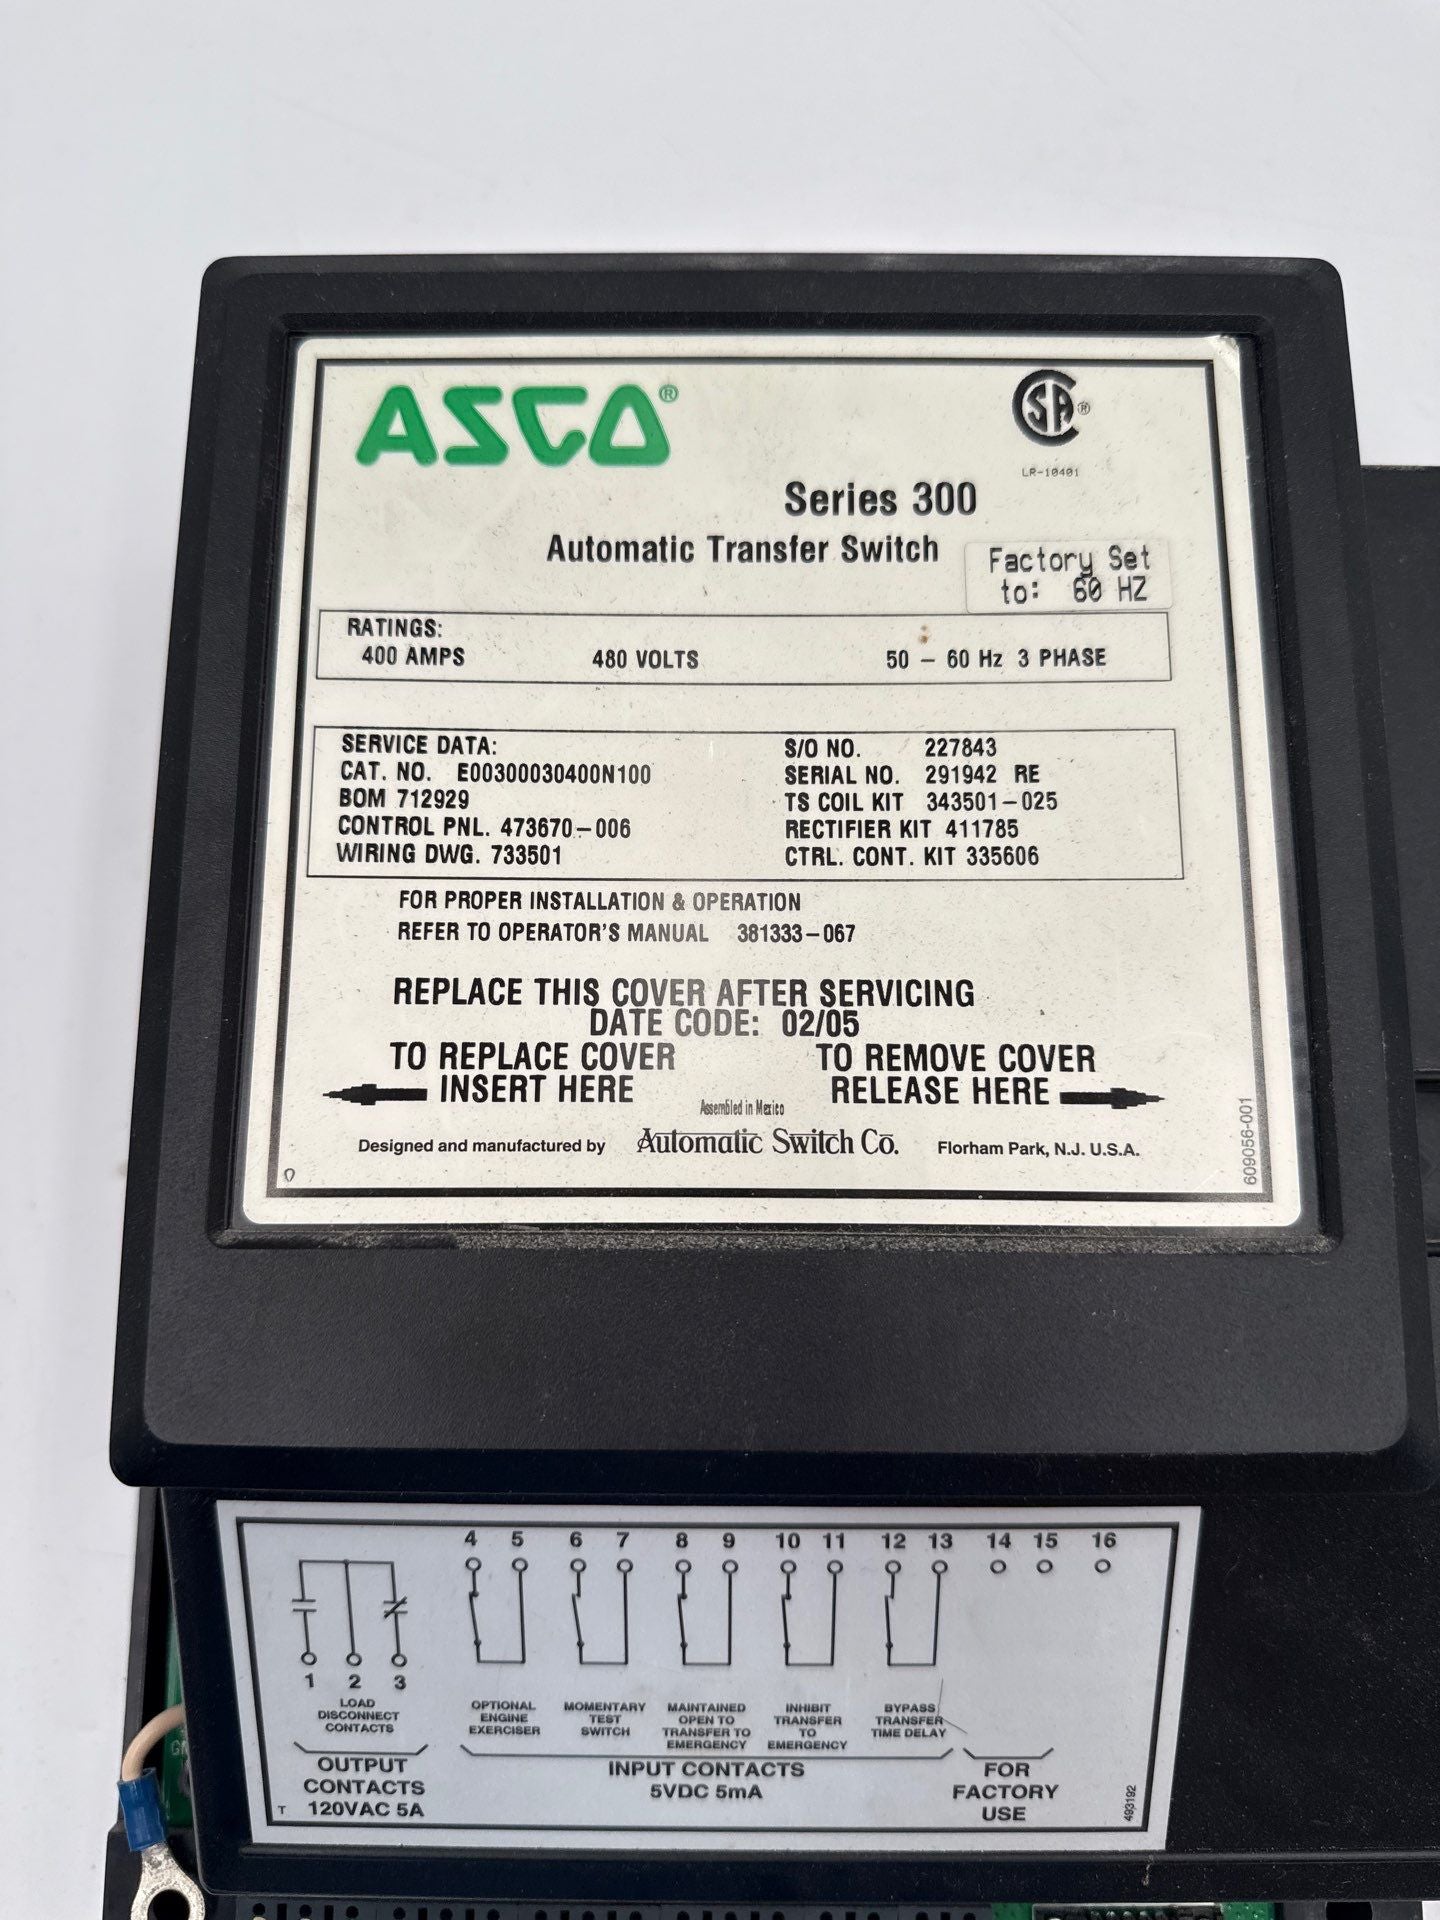 ASCO®
CSA®
LR-10401
Series 300
Automatic Transfer Switch
Factory Set
to: 60 HZ
RATINGS:
400 AMPS 480 VOLTS 50 – 60 Hz 3 PHASE
SERVICE DATA:
CAT. NO. E00300030400N100
BOM 712929
CONTROL PNL. 473670–006
WIRING DWG. 733501
S/O NO. 227843
SERIAL NO. 291942 RE
TS COIL KIT 343501–025
RECTIFIER KIT 411785
CTRL. CONT. KIT 335606
FOR PROPER INSTALLATION & OPERATION
REFER TO OPERATOR'S MANUAL 381333–067
REPLACE THIS COVER AFTER SERVICING
DATE CODE: 02/05
TO REPLACE COVER
INSERT HERE
TO REMOVE COVER
RELEASE HERE
Assembled in Mexico
Designed and manufactured by Automatic Switch Co. Florham Park, N.J. U.S.A.
609056-001
4 5 6 7 8 9 10 11 12 13 14 15 16
1 2 3
LOAD
DISCONNECT
CONTACTS
OUTPUT
CONTACTS
120VAC 5A
OPTIONAL
ENGINE
EXERCISER
MOMENTARY
TEST
SWITCH
MAINTAINED
OPEN TO
TRANSFER TO
EMERGENCY
INHIBIT
TRANSFER
TO
EMERGENCY
BYPASS
TRANSFER
TIME DELAY
INPUT CONTACTS
5VDC 5mA
FOR
FACTORY
USE
T
493192